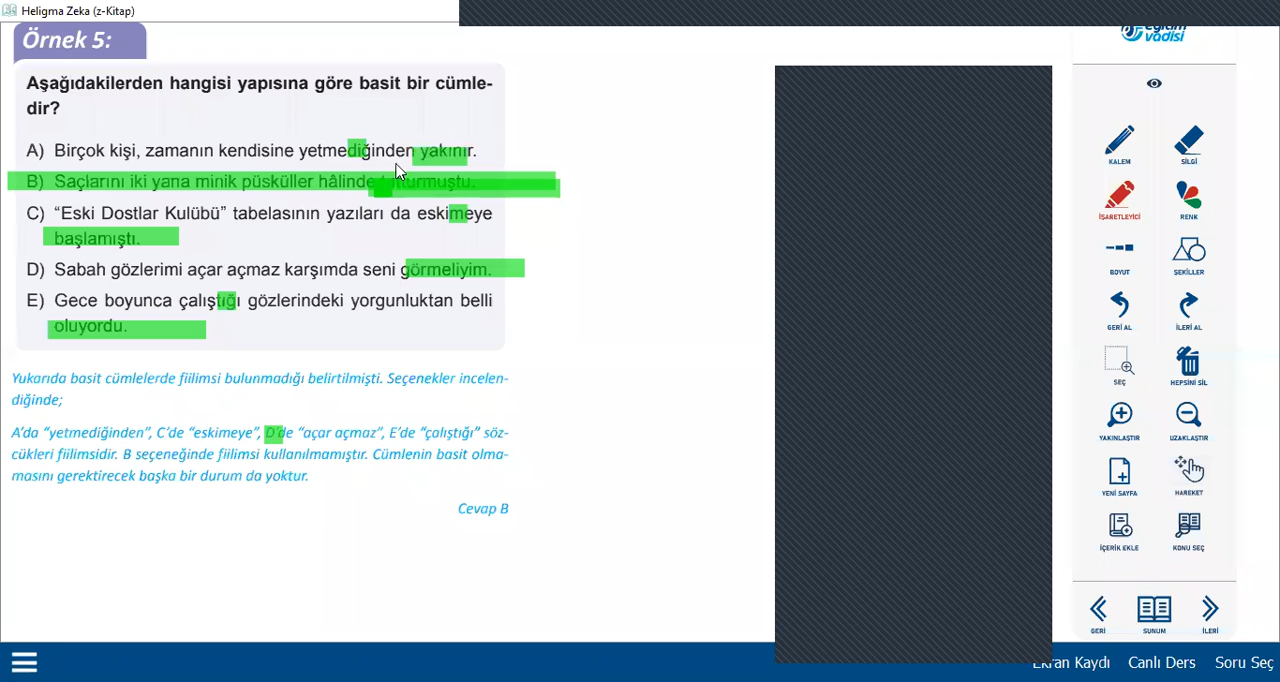 Heligma Zeka (z-Kitap)
Örnek 5:
eğitim
vadisi
Aşağıdakilerden hangisi yapısına göre basit bir cümle-
dir?
A) Birçok kişi, zamanın kendisine yetmediğinden yakınır.
B) Saçlarını iki yana minik püsküller hâlinde tutturmuştu.
C) “Eski Dostlar Kulübü” tabelasının yazıları da eskimeye
başlamıştı.
D) Sabah gözlerimi açar açmaz karşımda seni görmeliyim.
E) Gece boyunca çalıştığı gözlerindeki yorgunluktan belli
oluyordu.
Yukarıda basit cümlelerde fiilimsi bulunmadığı belirtilmişti. Seçenekler incelen-
diğinde;
A’da “yetmediğinden”, C’de “eskimeye”, D’de “açar açmaz”, E’de “çalıştığı” söz-
cükleri fiilimsidir. B seçeneğinde fiilimsi kullanılmamıştır. Cümlenin basit olma-
masını gerektirecek başka bir durum da yoktur.
Cevap B
KALEM SİLGİ
İŞARETLEYİCİ RENK
BOYUT ŞEKİLLER
GERİ AL İLERİ AL
SEÇ HEPSİNİ SİL
YAKINLAŞTIR UZAKLAŞTIR
YENİ SAYFA HAREKET
İÇERİK EKLE KONU SEÇ
GERİ SUNUM İLERİ
Ekran Kaydı Canlı Ders Soru Seç